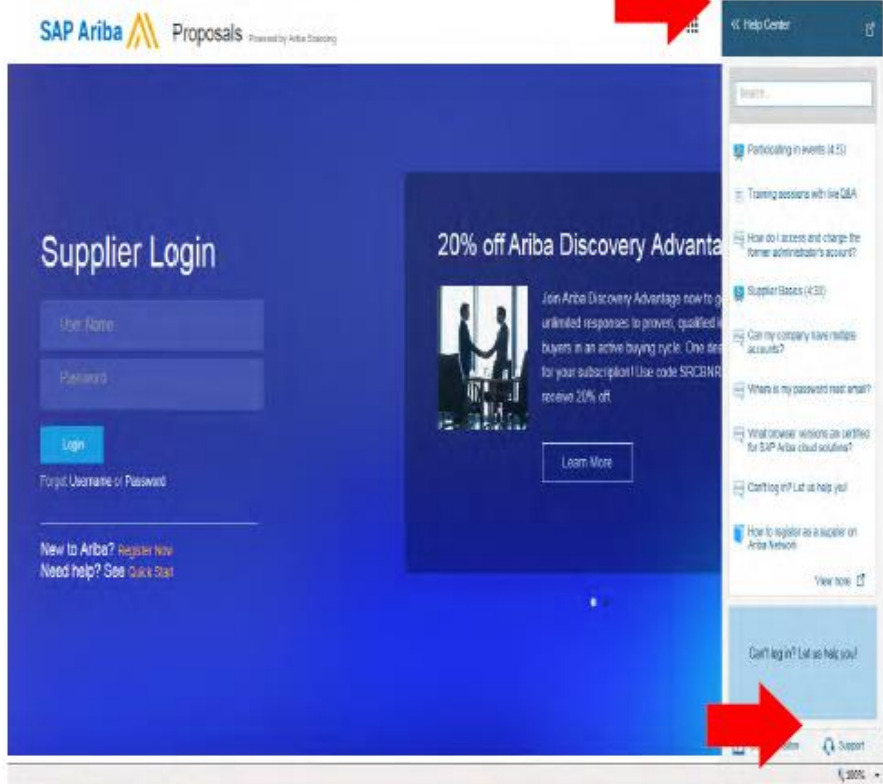 SAP Ariba
Proposals Powered by Ariba Sourcing
Help Center
Search...
Participating in events
Training sessions with live Q&A
How do I access and change the
former administrator's account?
Supplier Basics
Can my company have multiple
accounts?
Where is my password reset email?
What browser versions are certified
for SAP Ariba cloud solutions?
Can't log in? Let us help you!
How to register as a supplier on
Ariba Network
View more
Can't log in? Let us help you!
Support
100%
Supplier Login
User Name
Password
Login
Forgot Username or Password
New to Ariba? Register Now
Need help? See Quick Start
20% off Ariba Discovery Advanta
Join Ariba Discovery Advantage now to g
unlimited responses to proven, qualified
buyers in an active buying cycle. One
for your subscription! Use code
receive 20% off.
Learn More